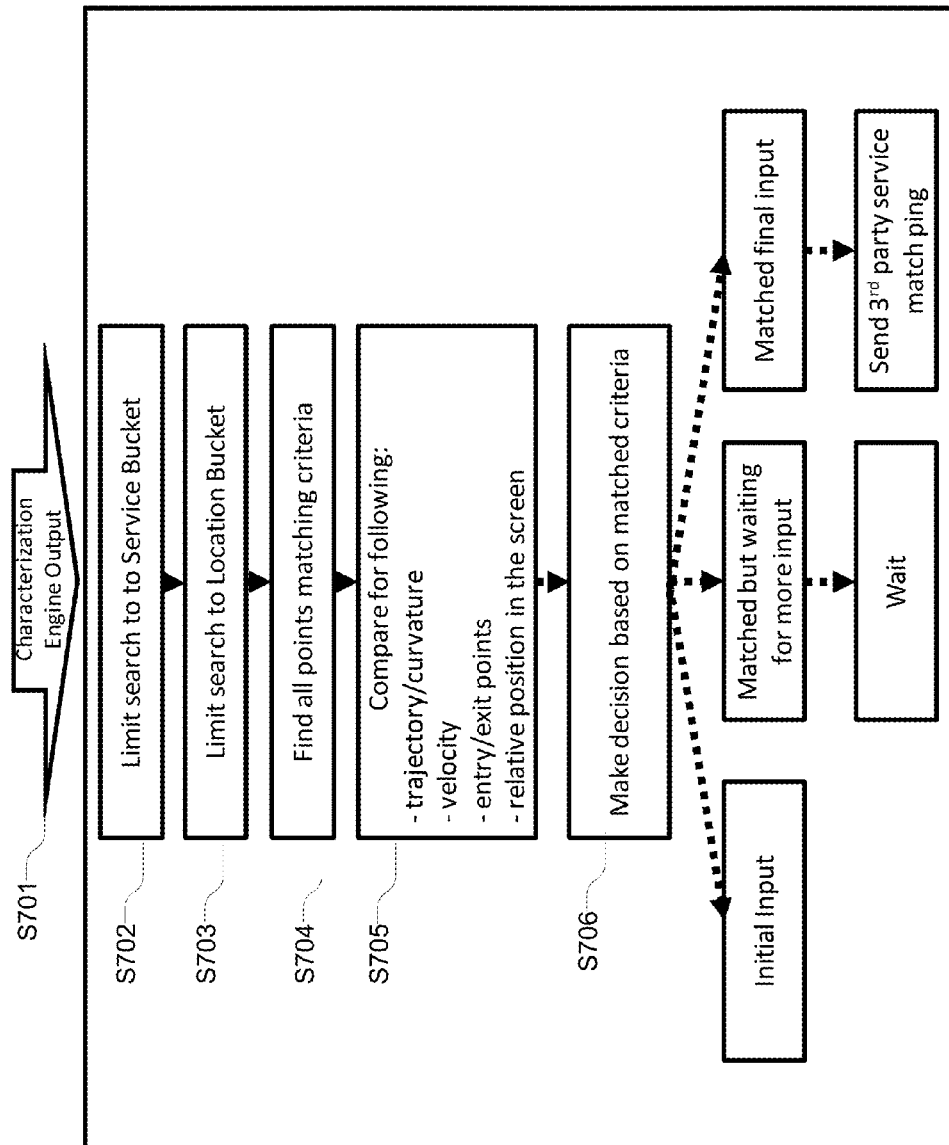 S701
Characterization
Engine Output
S702
Limit search to to Service Bucket
S703
Limit search to Location Bucket
S704
Find all points matching criteria
S705
Compare for following:
- trajectory/curvature
- velocity
- entry/exit points
- relative position in the screen
S706
Make decision based on matched criteria
Initial Input
Matched but waiting
for more input
Matched final input
Wait
Send 3rd party service
match ping